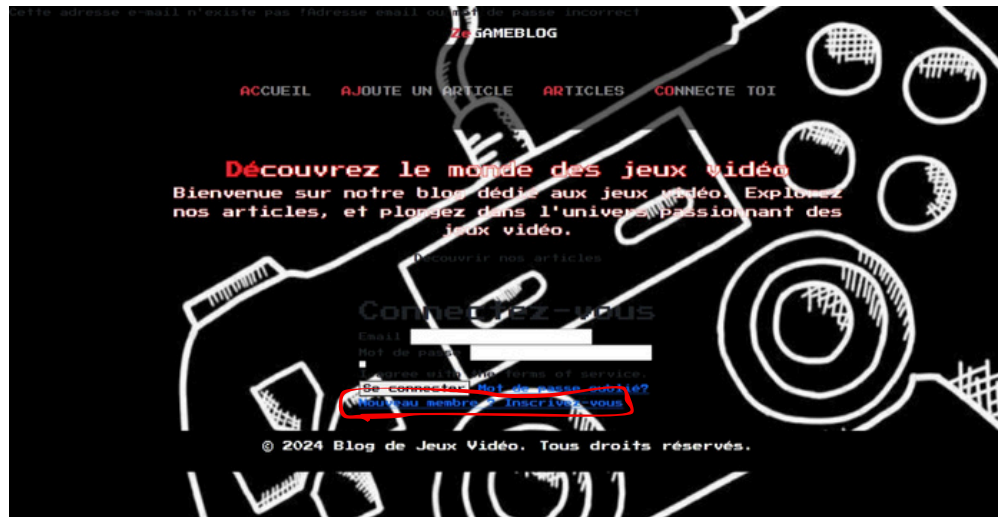 Cette adresse e-mail n'existe pas !Adresse email ou mot de passe incorrect
ZeGAMEBLOG
ACCUEIL AJOUTE UN ARTICLE ARTICLES CONNECTE TOI
Découvrez le monde des jeux vidéo
Bienvenue sur notre blog dédié aux jeux vidéo. Explorez
nos articles, et plongez dans l'univers passionnant des
jeux vidéo.
Découvrir nos articles
Connectez-vous
Email
Mot de passe
I agree with the terms of service.
Se connecter Mot de passe oublié?
Nouveau membre ? Inscrivez-vous
© 2024 Blog de Jeux Vidéo. Tous droits réservés.